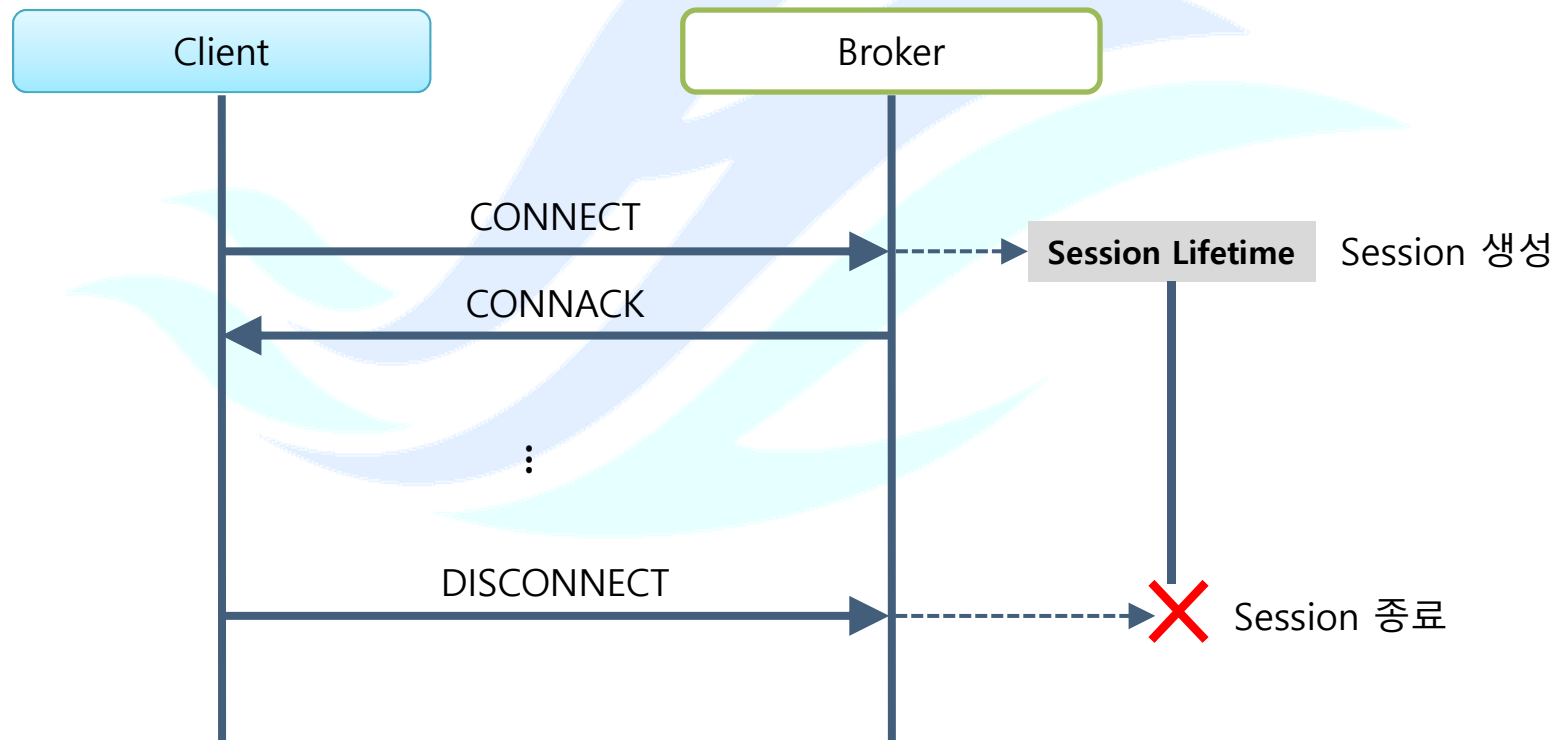 Client
Broker
CONNECT
Session Lifetime
Session 생성
CONNACK
⋮
DISCONNECT
Session 종료